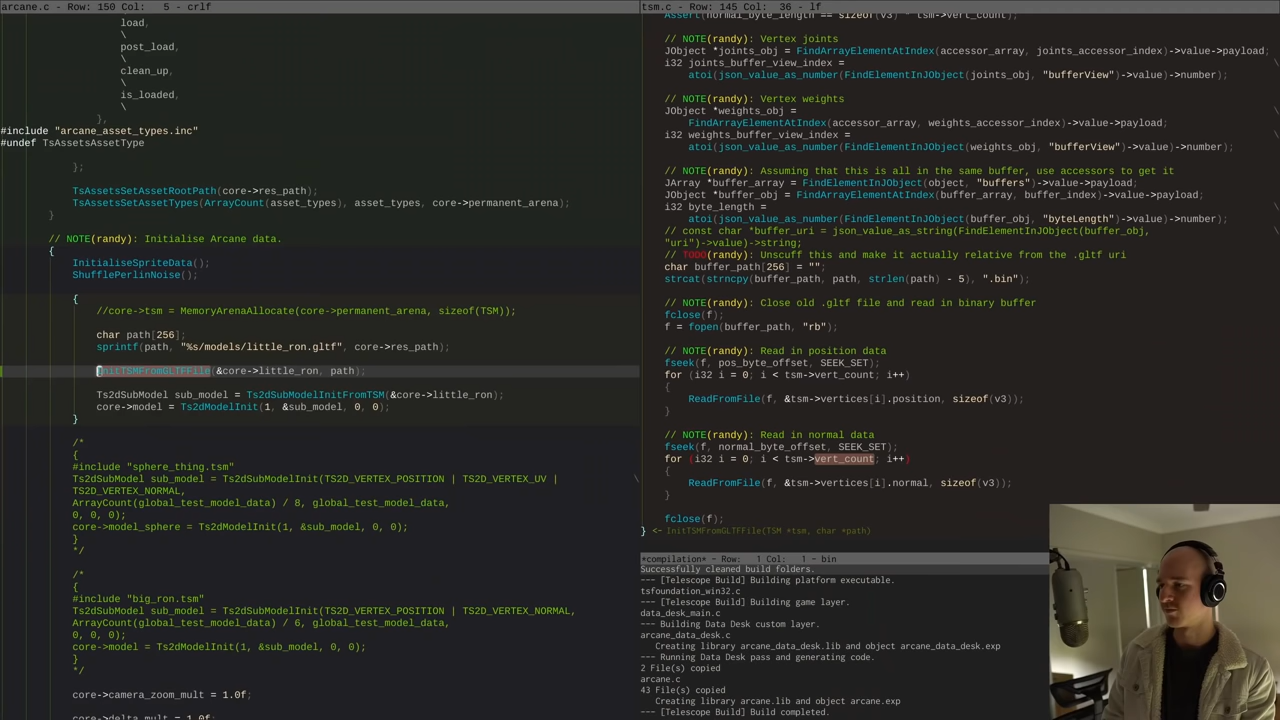 arcane.c - Row: 150 Col:   5 - crlf
load,
\
post_load,
\
clean_up,
\
is_loaded,
\
},
#include "arcane_asset_types.inc"
#undef TsAssetsAssetType
};
TsAssetsSetAssetRootPath(core->res_path);
TsAssetsSetAssetTypes(ArrayCount(asset_types), asset_types, core->permanent_arena);
}
// NOTE(randy): Initialise Arcane data.
{
InitialiseSpriteData();
ShufflePerlinNoise();
{
//core->tsm = MemoryArenaAllocate(core->permanent_arena, sizeof(TSM));
char path[256];
sprintf(path, "%s/models/little_ron.gltf", core->res_path);
InitTSMFromGLTFFile(&core->little_ron, path);
Ts2dSubModel sub_model = Ts2dSubModelInitFromTSM(&core->little_ron);
core->model = Ts2dModelInit(1, &sub_model, 0, 0);
}
/*
{
#include "sphere_thing.tsm"
Ts2dSubModel sub_model = Ts2dSubModelInit(TS2D_VERTEX_POSITION | TS2D_VERTEX_UV | \
TS2D_VERTEX_NORMAL,
ArrayCount(global_test_model_data) / 8, global_test_model_data,
0, 0, 0);
core->model_sphere = Ts2dModelInit(1, &sub_model, 0, 0);
}
*/
/*
{
#include "big_ron.tsm"
Ts2dSubModel sub_model = Ts2dSubModelInit(TS2D_VERTEX_POSITION | TS2D_VERTEX_NORMAL,
ArrayCount(global_test_model_data) / 6, global_test_model_data,
0, 0, 0);
core->model = Ts2dModelInit(1, &sub_model, 0, 0);
}
*/
core->camera_zoom_mult = 1.0f;
core->delta_mult = 1.0f;
tsm.c - Row: 145 Col:  36 - lf
Assert(normal_byte_length == sizeof(v3) * tsm->vert_count);
// NOTE(randy): Vertex joints
JObject *joints_obj = FindArrayElementAtIndex(accessor_array, joints_accessor_index)->value->payload;
i32 joints_buffer_view_index =
atoi(json_value_as_number(FindElementInJObject(joints_obj, "bufferView")->value)->number);
// NOTE(randy): Vertex weights
JObject *weights_obj =
FindArrayElementAtIndex(accessor_array, weights_accessor_index)->value->payload;
i32 weights_buffer_view_index =
atoi(json_value_as_number(FindElementInJObject(weights_obj, "bufferView")->value)->number);
// NOTE(randy): Assuming that this is all in the same buffer, use accessors to get it
JArray *buffer_array = FindElementInJObject(object, "buffers")->value->payload;
JObject *buffer_obj = FindArrayElementAtIndex(buffer_array, buffer_index)->value->payload;
i32 byte_length =
atoi(json_value_as_number(FindElementInJObject(buffer_obj, "byteLength")->value)->number);
// const char *buffer_uri = json_value_as_string(FindElementInJObject(buffer_obj, \
"uri")->value)->string;
// TODO(randy): Unscuff this and make it actually relative from the .gltf uri
char buffer_path[256] = "";
strcat(strncpy(buffer_path, path, strlen(path) - 5), ".bin");
// NOTE(randy): Close old .gltf file and read in binary buffer
fclose(f);
f = fopen(buffer_path, "rb");
// NOTE(randy): Read in position data
fseek(f, pos_byte_offset, SEEK_SET);
for (i32 i = 0; i < tsm->vert_count; i++)
{
ReadFromFile(f, &tsm->vertices[i].position, sizeof(v3));
}
// NOTE(randy): Read in normal data
fseek(f, normal_byte_offset, SEEK_SET);
for (i32 i = 0; i < tsm->vert_count; i++)
{
ReadFromFile(f, &tsm->vertices[i].normal, sizeof(v3));
}
fclose(f);
} <- InitTSMFromGLTFFile(TSM *tsm, char *path)
*compilation* - Row:   1 Col:   1 - bin
Successfully cleaned build folders.
--- [Telescope Build] Building platform executable.
tsfoundation_win32.c
--- [Telescope Build] Building game layer.
data_desk_main.c
--- Building Data Desk custom layer.
arcane_data_desk.c
Creating library arcane_data_desk.lib and object arcane_data_desk.exp
--- Running Data Desk pass and generating code.
2 File(s) copied
arcane.c
43 File(s) copied
Creating library arcane.lib and object arcane.exp
--- [Telescope Build] Build completed.